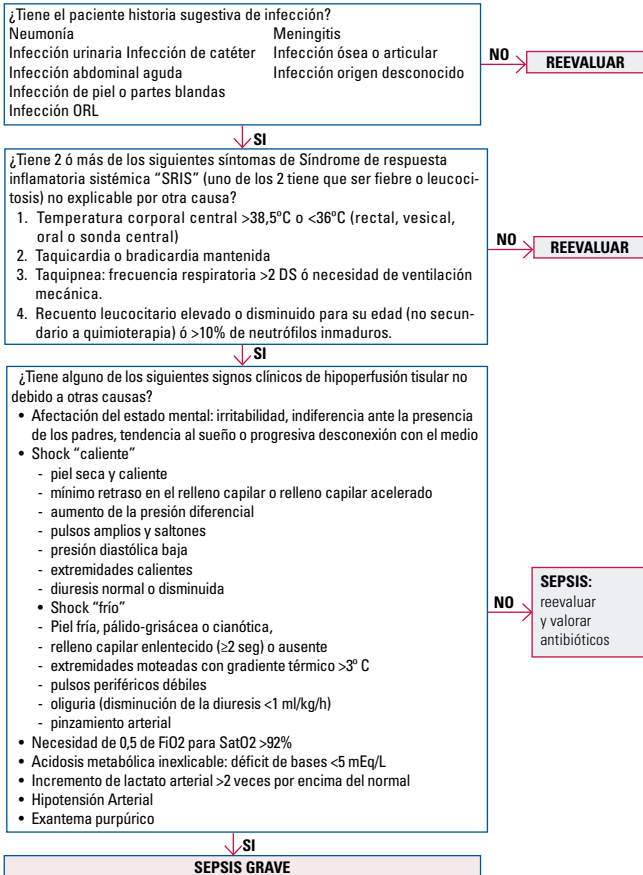 ¿Tiene el paciente historia sugestiva de infección?
Neumonía
Meningitis
Infección urinaria Infección de catéter
Infección ósea o articular
Infección abdominal aguda
Infección origen desconocido
Infección de piel o partes blandas
Infección ORL
NO
REEVALUAR
SI
¿Tiene 2 ó más de los siguientes síntomas de Síndrome de respuesta
inflamatoria sistémica “SRIS” (uno de los 2 tiene que ser fiebre o leucoci-
tosis) no explicable por otra causa?
1. Temperatura corporal central >38,5ºC o <36ºC (rectal, vesical,
oral o sonda central)
2. Taquicardia o bradicardia mantenida
3. Taquipnea: frecuencia respiratoria >2 DS ó necesidad de ventilación
mecánica.
4. Recuento leucocitario elevado o disminuido para su edad (no secun-
dario a quimioterapia) ó >10% de neutrófilos inmaduros.
NO
REEVALUAR
SI
¿Tiene alguno de los siguientes signos clínicos de hipoperfusión tisular no
debido a otras causas?
• Afectación del estado mental: irritabilidad, indiferencia ante la presencia
de los padres, tendencia al sueño o progresiva desconexión con el medio
• Shock “caliente”
- piel seca y caliente
- mínimo retraso en el relleno capilar o relleno capilar acelerado
- aumento de la presión diferencial
- pulsos amplios y saltones
- presión diastólica baja
- extremidades calientes
- diuresis normal o disminuida
• Shock “frío”
- Piel fría, pálido-grisácea o cianótica,
- relleno capilar enlentecido (≥2 seg) o ausente
- extremidades moteadas con gradiente térmico >3º C
- pulsos periféricos débiles
- oliguria (disminución de la diuresis <1 ml/kg/h)
- pinzamiento arterial
• Necesidad de 0,5 de FiO2 para SatO2 >92%
• Acidosis metabólica inexlicable: déficit de bases <5 mEq/L
• Incremento de lactato arterial >2 veces por encima del normal
• Hipotensión Arterial
• Exantema purpúrico
NO
SEPSIS:
reevaluar
y valorar
antibióticos
SI
SEPSIS GRAVE